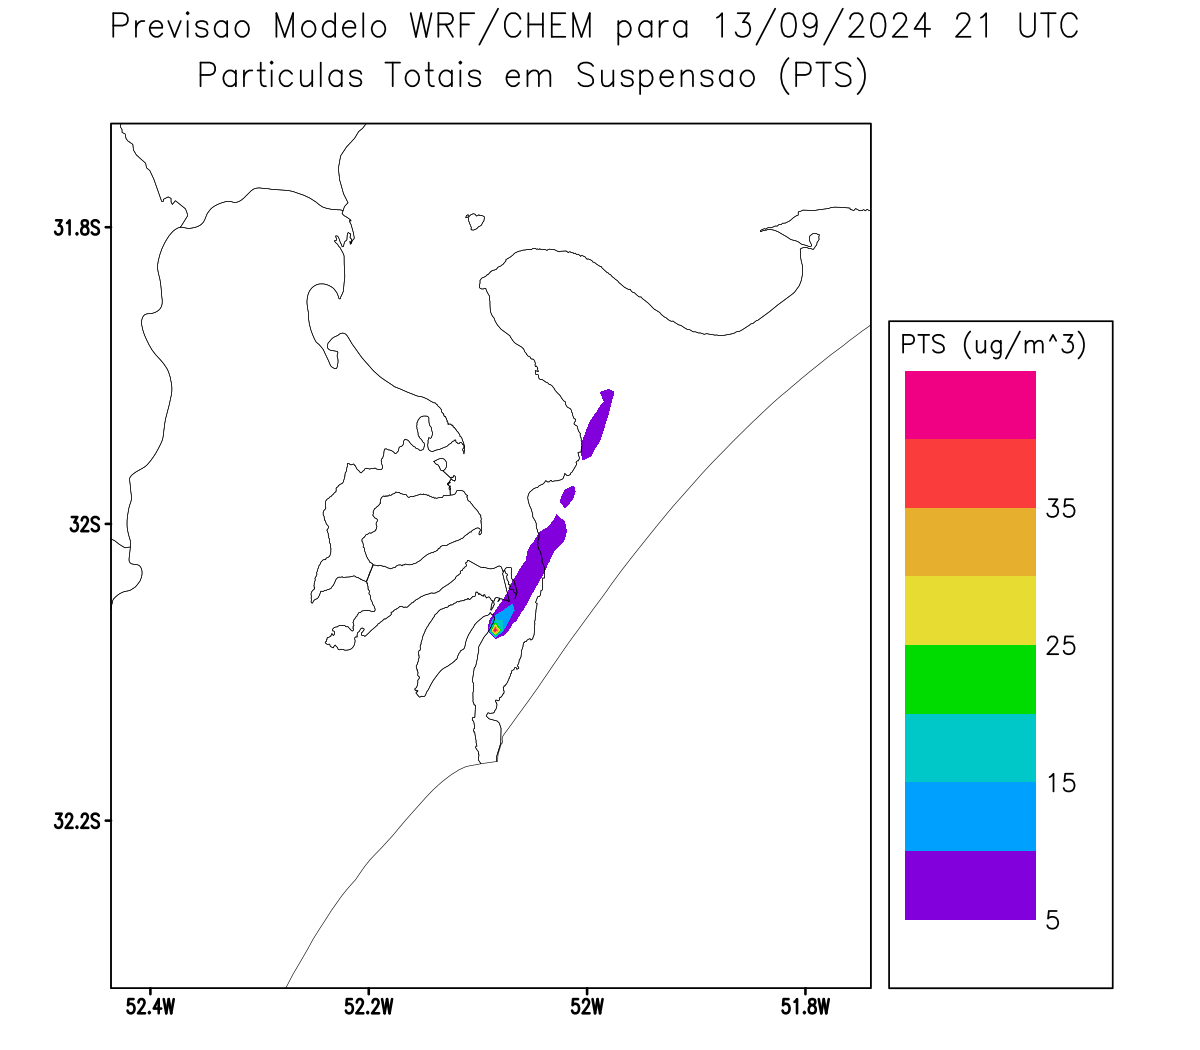 Previsao Modelo WRF/CHEM para 13/09/2024 21 UTC
Particulas Totais em Suspensao (PTS)
31.8S
32S
32.2S
52.4W
52.2W
52W
51.8W
PTS (ug/m^3)
35
25
15
5